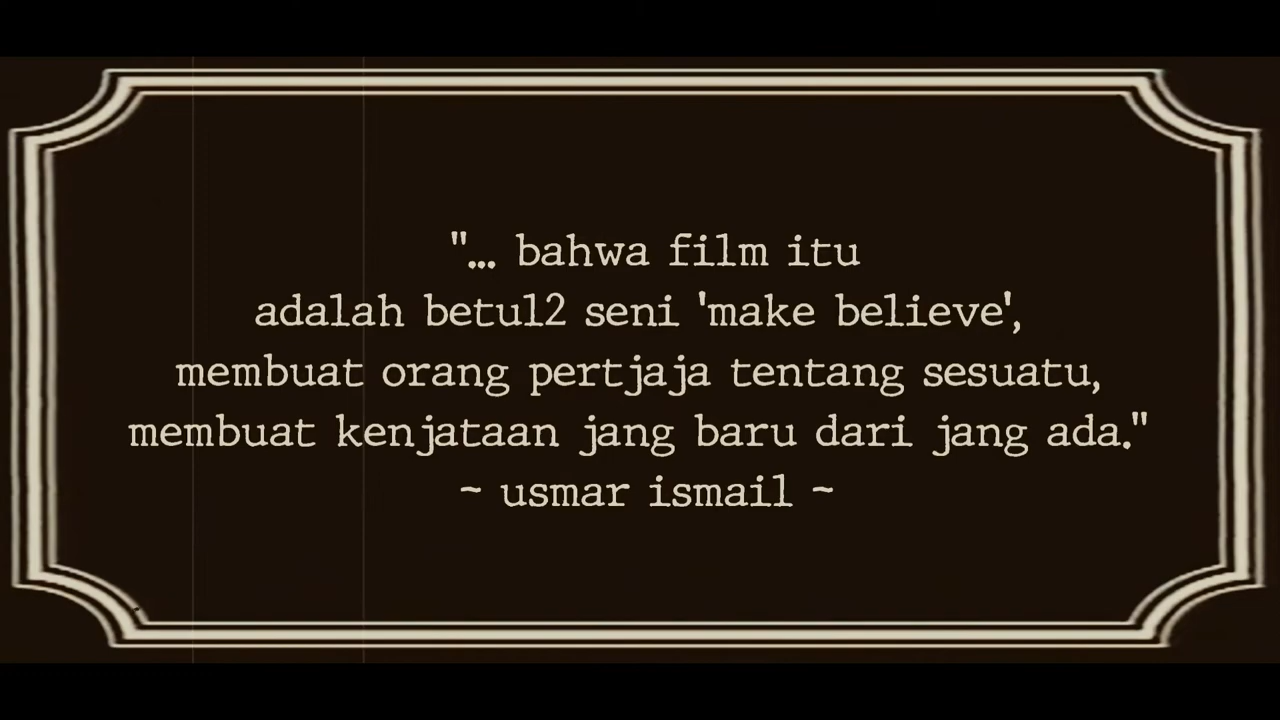 "... bahwa film itu
adalah betul2 seni 'make believe',
membuat orang pertjaja tentang sesuatu,
membuat kenjataan jang baru dari jang ada."
~ usmar ismail ~